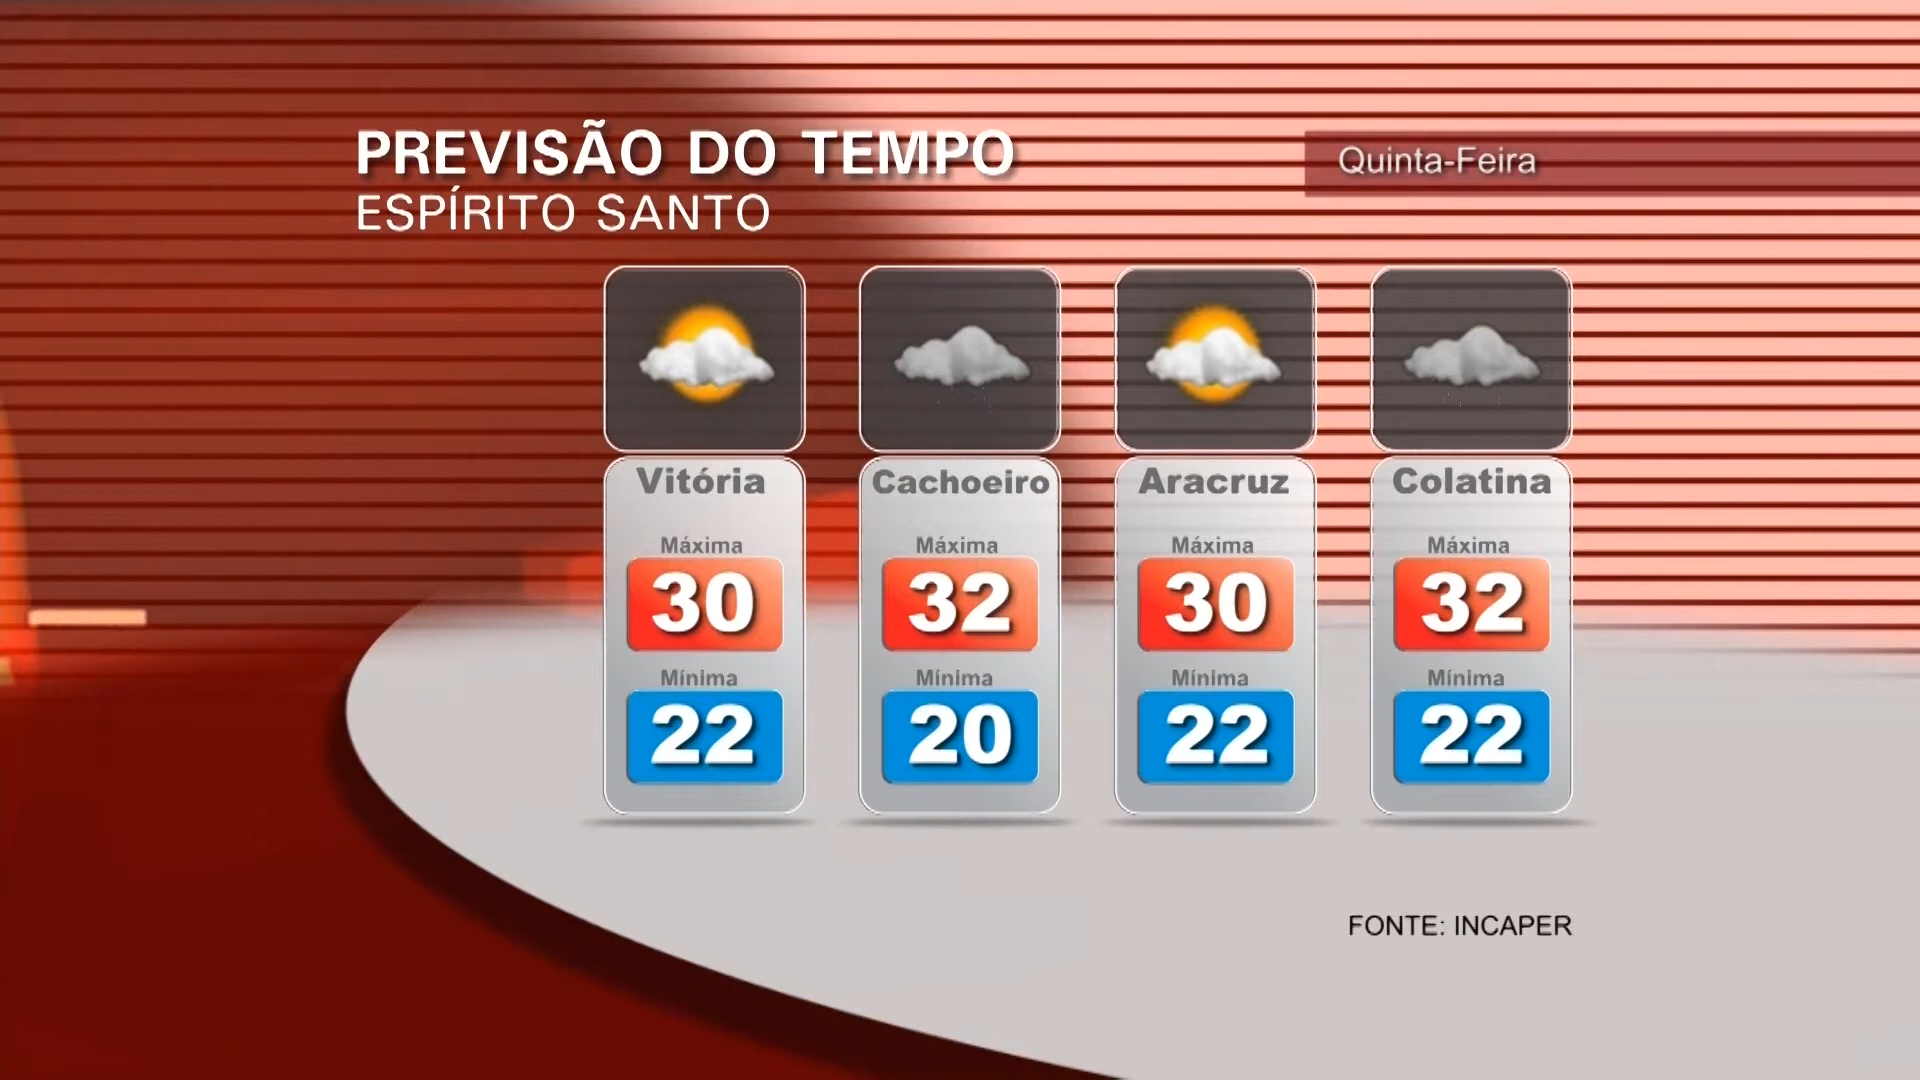 PREVISÃO DO TEMPO
ESPÍRITO SANTO
Quinta-Feira
Vitória
Máxima
30
Mínima
22
Cachoeiro
Máxima
32
Mínima
20
Aracruz
Máxima
30
Mínima
22
Colatina
Máxima
32
Mínima
22
FONTE: INCAPER